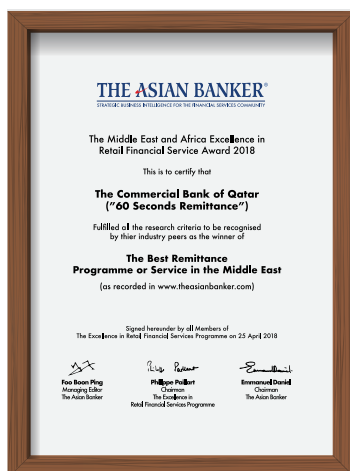 THE ASIAN BANKER®
STRATEGIC BUSINESS INTELLIGENCE FOR THE FINANCIAL SERVICES COMMUNITY
The Middle East and Africa Excellence in
Retail Financial Service Award 2018
This is to certify that
The Commercial Bank of Qatar
("60 Seconds Remittance")
Fulfilled all the research criteria to be recognised
by thier industry peers as the winner of
The Best Remittance
Programme or Service in the Middle East
(as recorded in www.theasianbanker.com)
Signed hereunder by all Members of
The Excellence in Retail Financial Services Programme on 25 April 2018
Foo Boon Ping
Managing Editor
The Asian Banker
Philippe Paillart
Chairman
The Excellence in
Retail Financial Services Programme
Emmanuel Daniel
Chairman
The Asian Banker